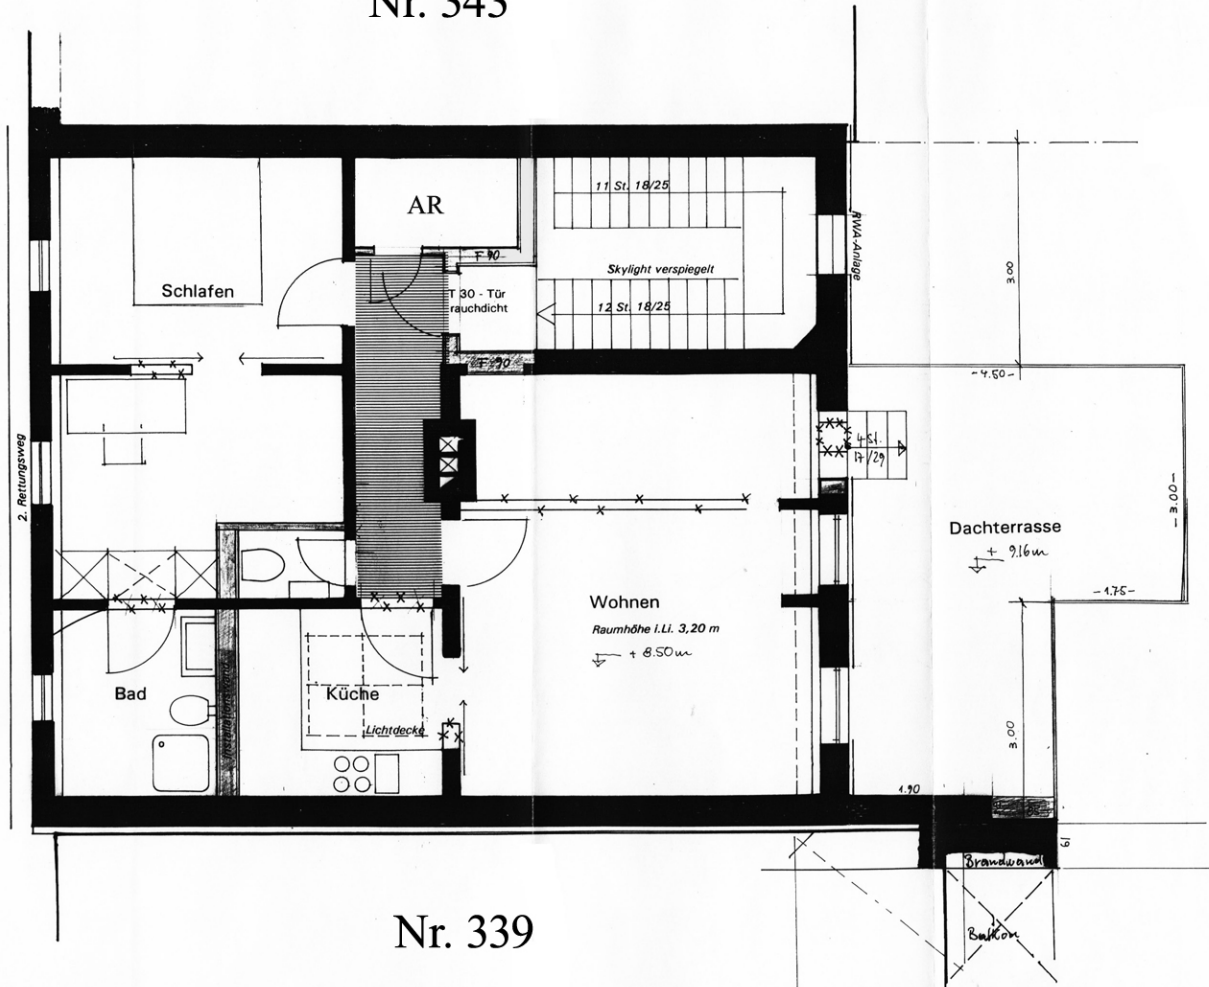 Nr. 343
11 St. 18/25
AR
RWA-Anlage
F 90
Skylight verspiegelt
3.00
Schlafen
T 30 - Tür
rauchdicht
12 St. 18/25
F 90
-4.50-
4 St.
17/29
2. Rettungsweg
-3.00-
Dachterrasse
+ 9.16m
-1.75-
Wohnen
Raumhöhe i.Li. 3,20 m
+ 8.50m
Bad
Küche
Lichtdecke
3.00
1.90
Brandwand
Nr. 339
Balkon